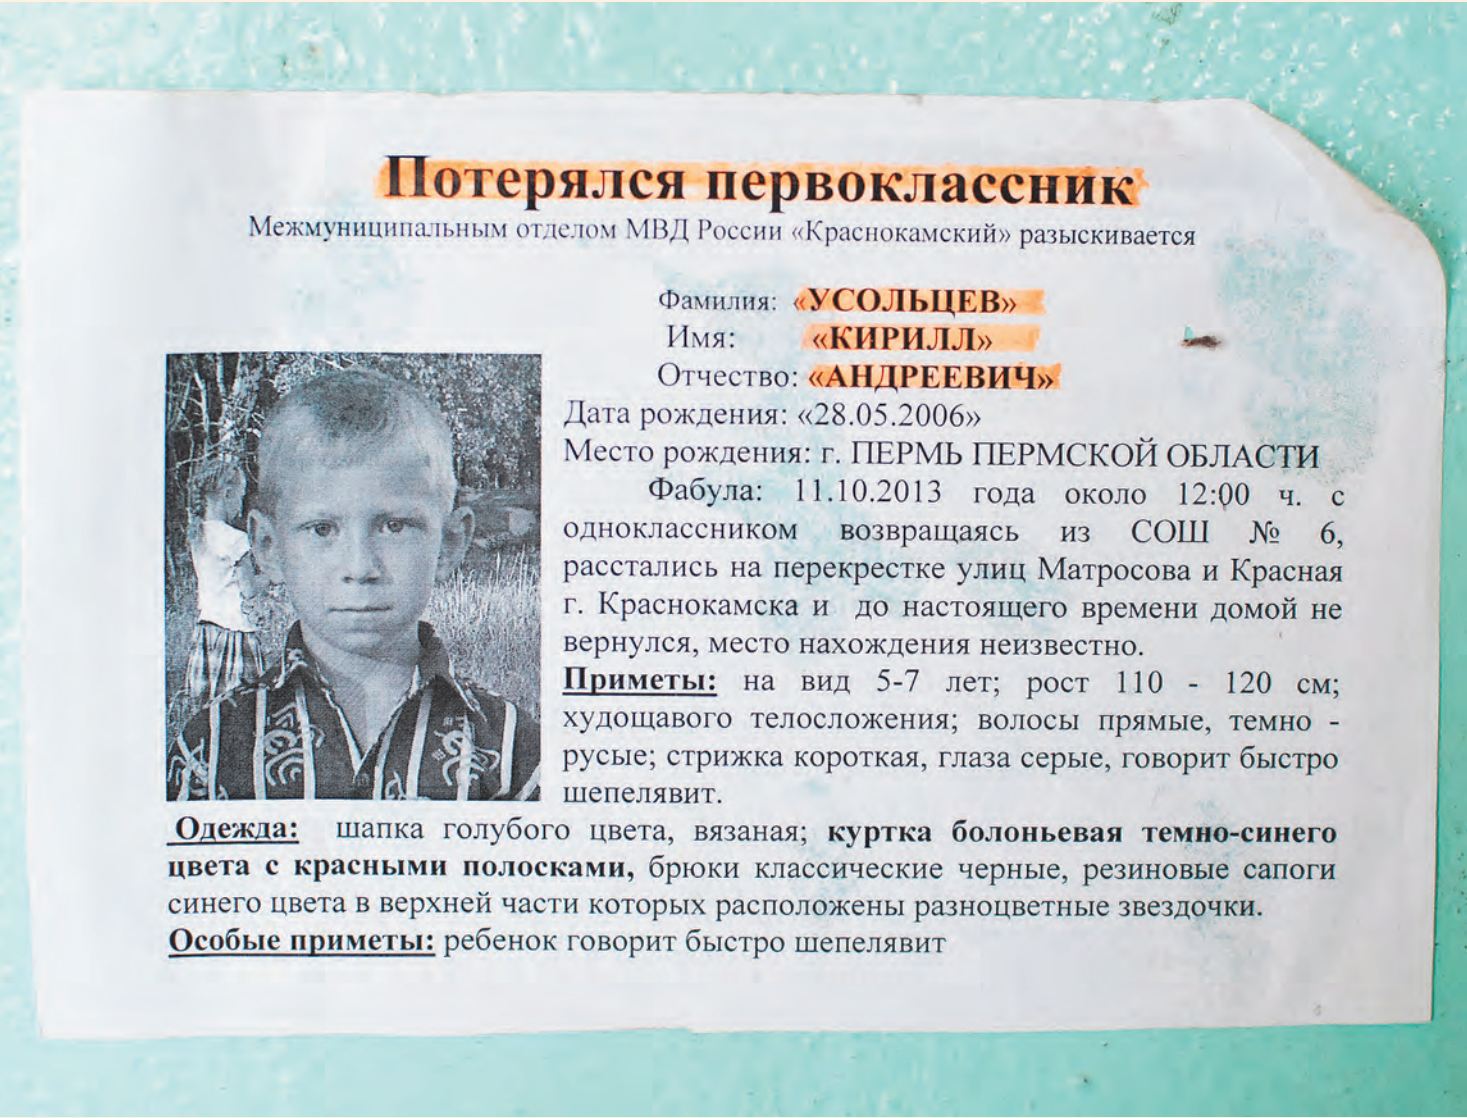 Потерялся первоклассник
Межмуниципальным отделом МВД России «Краснокамский» разыскивается
Фамилия: «УСОЛЬЦЕВ»
Имя: «КИРИЛЛ»
Отчество: «АНДРЕЕВИЧ»
Дата рождения: «28.05.2006»
Место рождения: г. ПЕРМЬ ПЕРМСКОЙ ОБЛАСТИ
Фабула: 11.10.2013 года около 12:00 ч. с
одноклассником возвращаясь из СОШ № 6,
расстались на перекрестке улиц Матросова и Красная
г. Краснокамска и до настоящего времени домой не
вернулся, место нахождения неизвестно.
Приметы: на вид 5-7 лет; рост 110 - 120 см;
худощавого телосложения; волосы прямые, темно -
русые; стрижка короткая, глаза серые, говорит быстро
шепелявит.
Одежда: шапка голубого цвета, вязаная; куртка болоньевая темно-синего
цвета с красными полосками, брюки классические черные, резиновые сапоги
синего цвета в верхней части которых расположены разноцветные звездочки.
Особые приметы: ребенок говорит быстро шепелявит